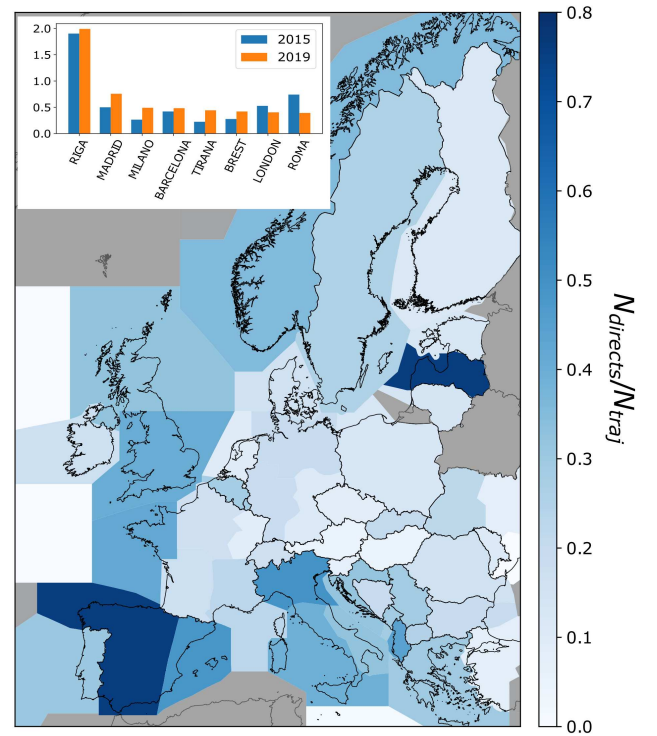 2.0
1.5
1.0
0.5
0.0
2015
2019
RIGA
MADRID
MILANO
BARCELONA
TIRANA
BREST
LONDON
ROMA
0.8
0.7
0.6
0.5
0.4
0.3
0.2
0.1
0.0
N_directs/N_traj